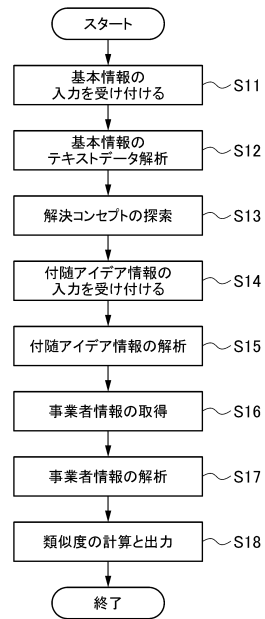 スタート
基本情報の
入力を受け付ける
S11
基本情報の
テキストデータ解析
S12
解決コンセプトの探索
S13
付随アイデア情報の
入力を受け付ける
S14
付随アイデア情報の解析
S15
事業者情報の取得
S16
事業者情報の解析
S17
類似度の計算と出力
S18
終了